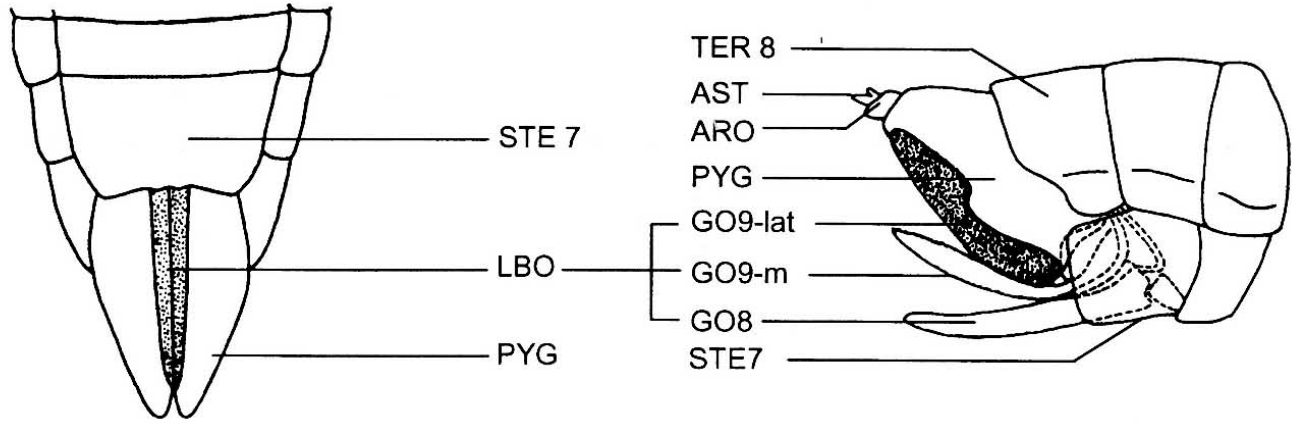 STE 7
LBO
PYG
TER 8
AST
ARO
PYG
GO9-lat
GO9-m
GO8
STE7